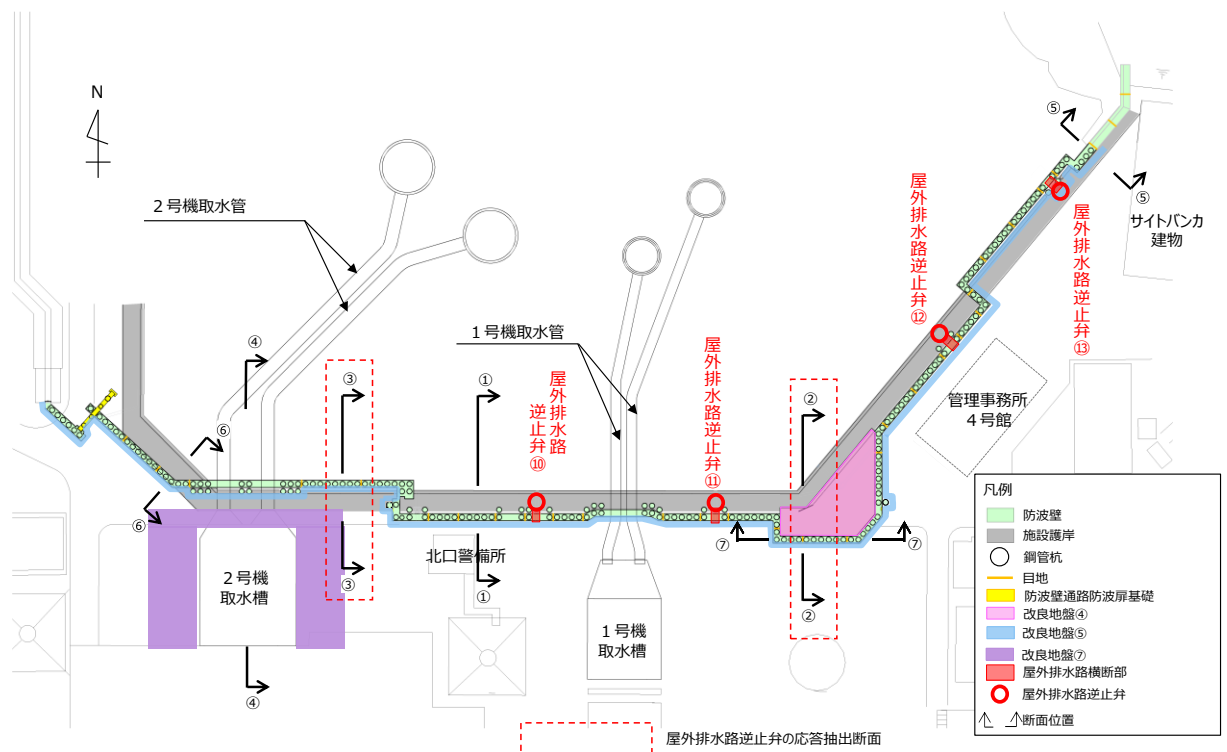 N
２号機取水管
１号機取水管
屋外排水路
逆止弁⑩
屋外排水路逆止弁⑪
屋外排水路逆止弁⑫
屋外排水路逆止弁⑬
⑤
⑤
サイトバンカ
建物
管理事務所
４号館
④
③
①
②
⑥
⑥
⑦
⑦
③
①
②
④
北口警備所
２号機
取水槽
１号機
取水槽
凡例
防波壁
施設護岸
鋼管杭
目地
防波壁通路防波扉基礎
改良地盤④
改良地盤⑤
改良地盤⑦
屋外排水路横断部
屋外排水路逆止弁
断面位置
屋外排水路逆止弁の応答抽出断面